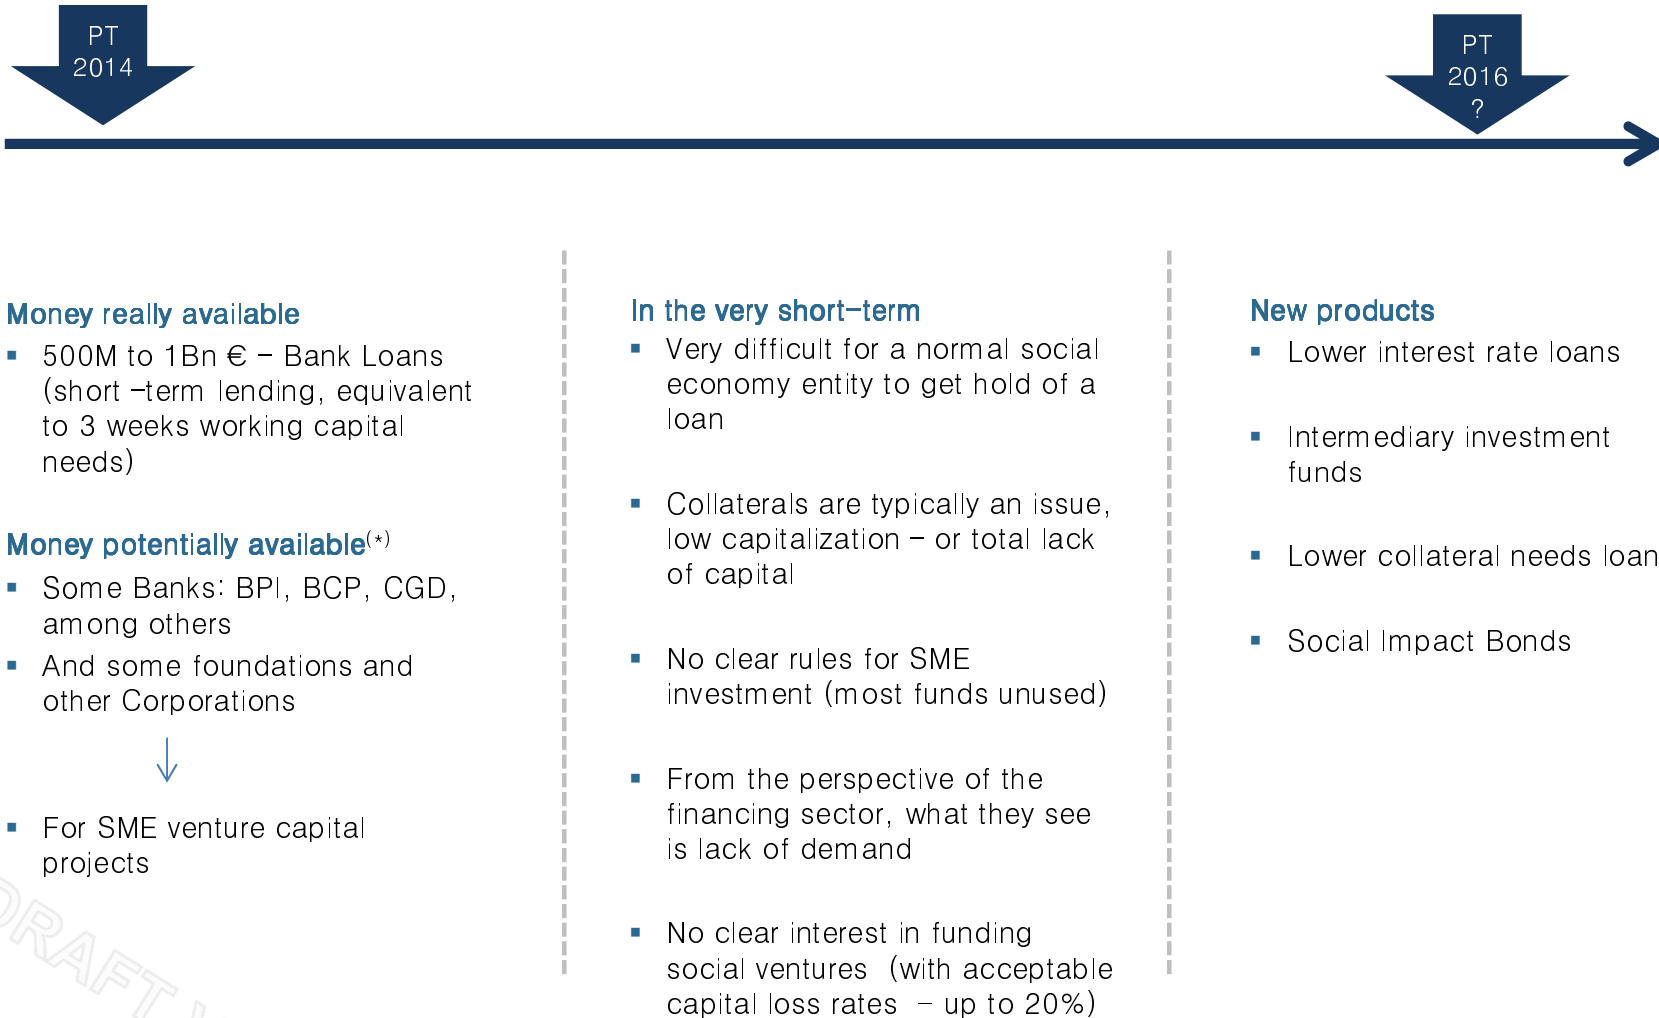 PT
2014
PT
2016
?
Money really available
▪ 500M to 1Bn € – Bank Loans
(short –term lending, equivalent
to 3 weeks working capital
needs)
Money potentially available(*)
▪ Some Banks: BPI, BCP, CGD,
among others
▪ And some foundations and
other Corporations
▪ For SME venture capital
projects
In the very short–term
▪ Very difficult for a normal social
economy entity to get hold of a
loan
▪ Collaterals are typically an issue,
low capitalization – or total lack
of capital
▪ No clear rules for SME
investment (most funds unused)
▪ From the perspective of the
financing sector, what they see
is lack of demand
▪ No clear interest in funding
social ventures (with acceptable
capital loss rates – up to 20%)
New products
▪ Lower interest rate loans
▪ Intermediary investment
funds
▪ Lower collateral needs loan
▪ Social Impact Bonds
DRAFT